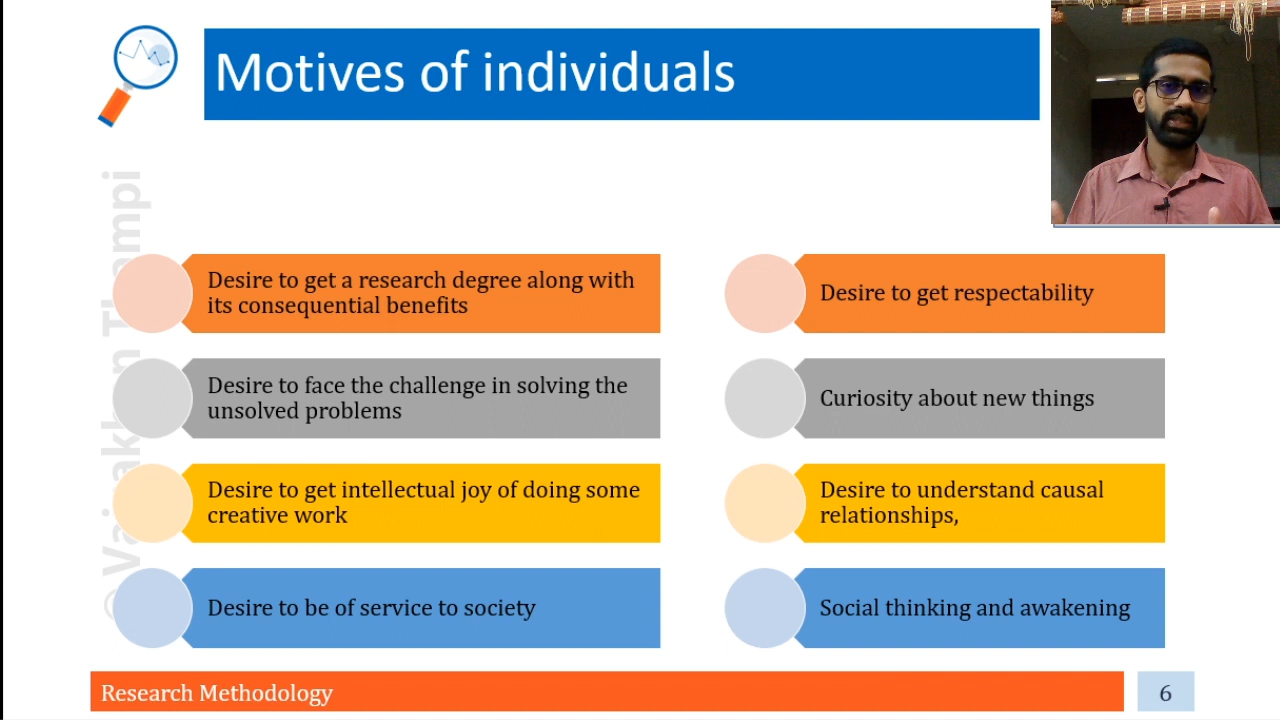 Motives of individuals
Desire to get a research degree along with
its consequential benefits
Desire to face the challenge in solving the
unsolved problems
Desire to get intellectual joy of doing some
creative work
Desire to be of service to society
Desire to get respectability
Curiosity about new things
Desire to understand causal
relationships,
Social thinking and awakening
Research Methodology
6